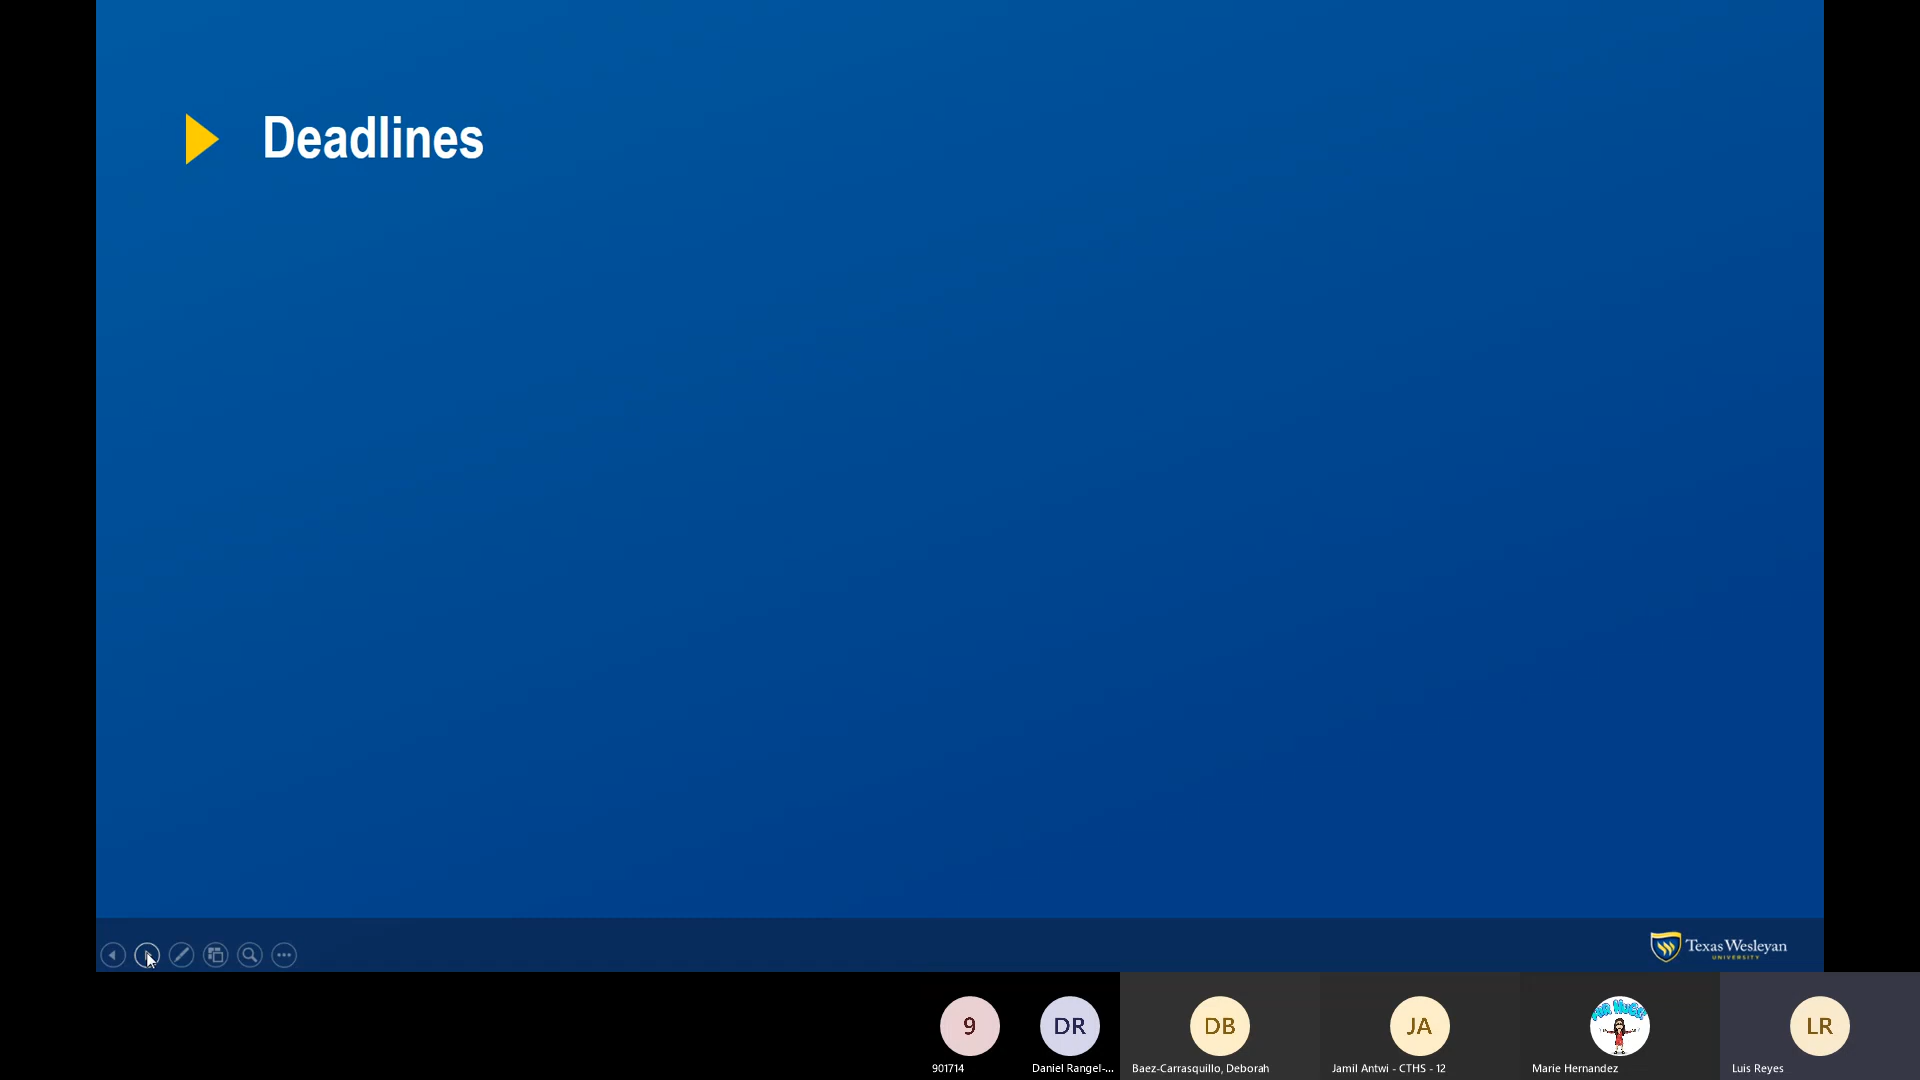 Deadlines
Texas Wesleyan
UNIVERSITY
9
DR
DB
JA
LR
901714
Daniel Rangel-...
Baez-Carrasquillo, Deborah
Jamil Antwi - CTHS - 12
Marie Hernandez
Luis Reyes